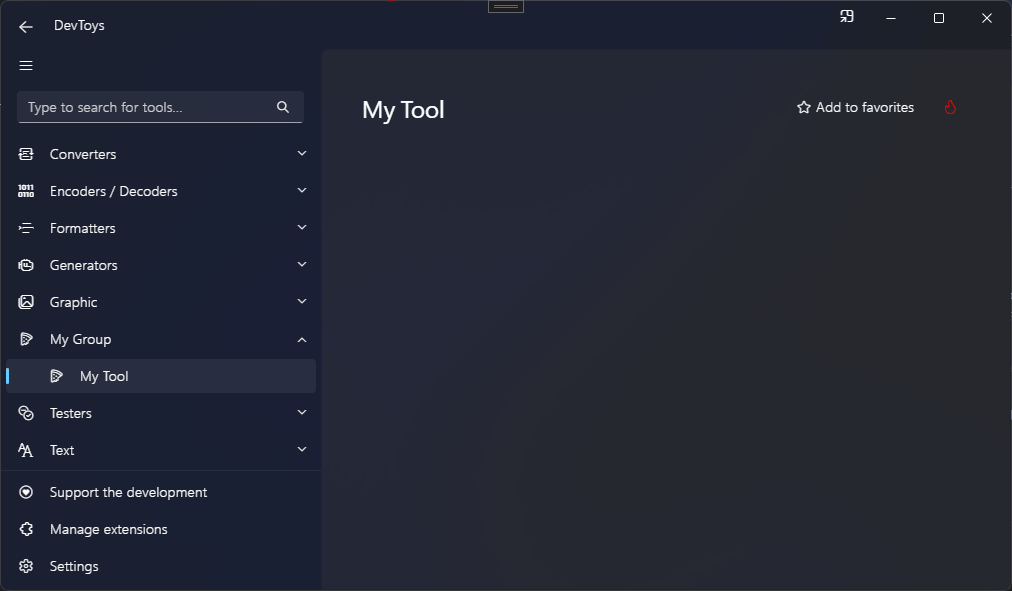 DevToys
Type to search for tools...
My Tool
Add to favorites
Converters
Encoders / Decoders
Formatters
Generators
Graphic
My Group
My Tool
Testers
Text
Support the development
Manage extensions
Settings